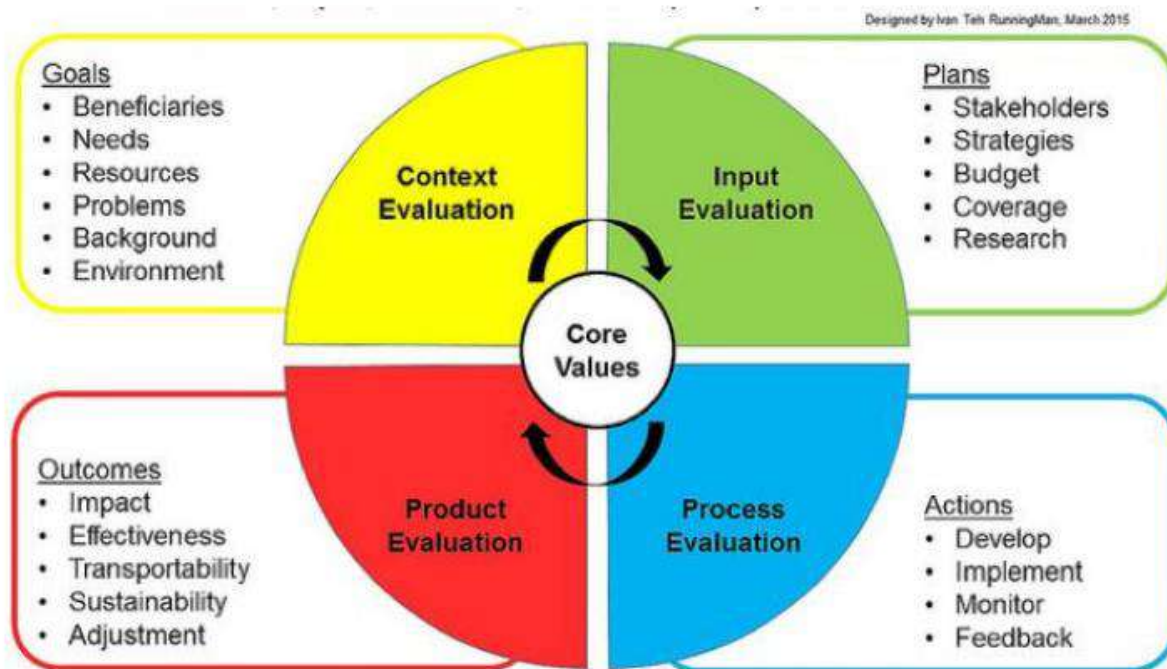 Designed by Ivan Teh RunningMan, March 2015
Goals
• Beneficiaries
• Needs
• Resources
• Problems
• Background
• Environment
Context
Evaluation
Input
Evaluation
Plans
• Stakeholders
• Strategies
• Budget
• Coverage
• Research
Core
Values
Outcomes
• Impact
• Effectiveness
• Transportability
• Sustainability
• Adjustment
Product
Evaluation
Process
Evaluation
Actions
• Develop
• Implement
• Monitor
• Feedback